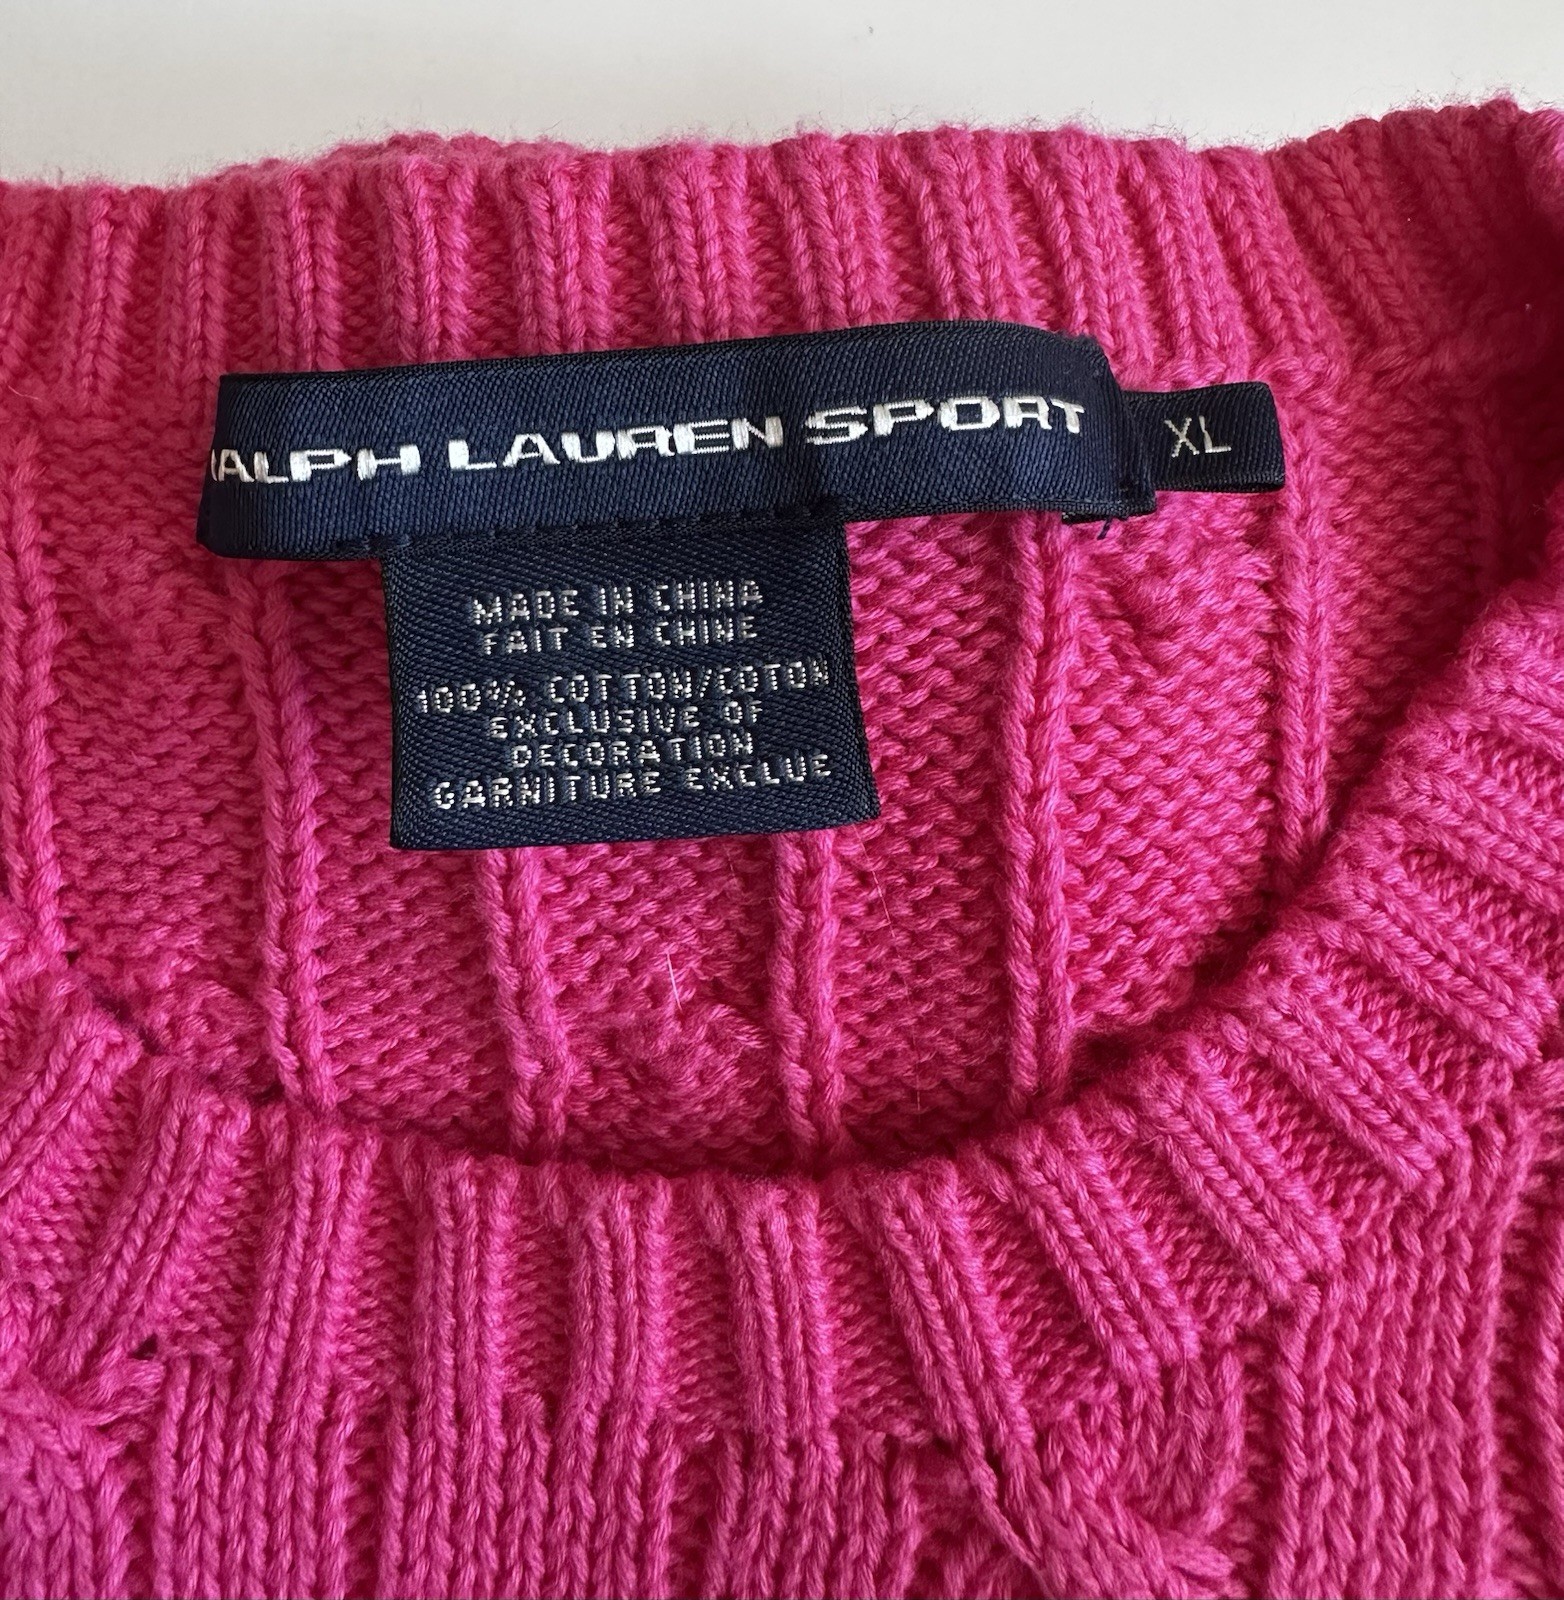 RALPH LAUREN SPORT
XL
MADE IN CHINA
FAIT EN CHINE
100% COTTON/COTON
EXCLUSIVE OF
DECORATION
GARNITURE EXCLUE